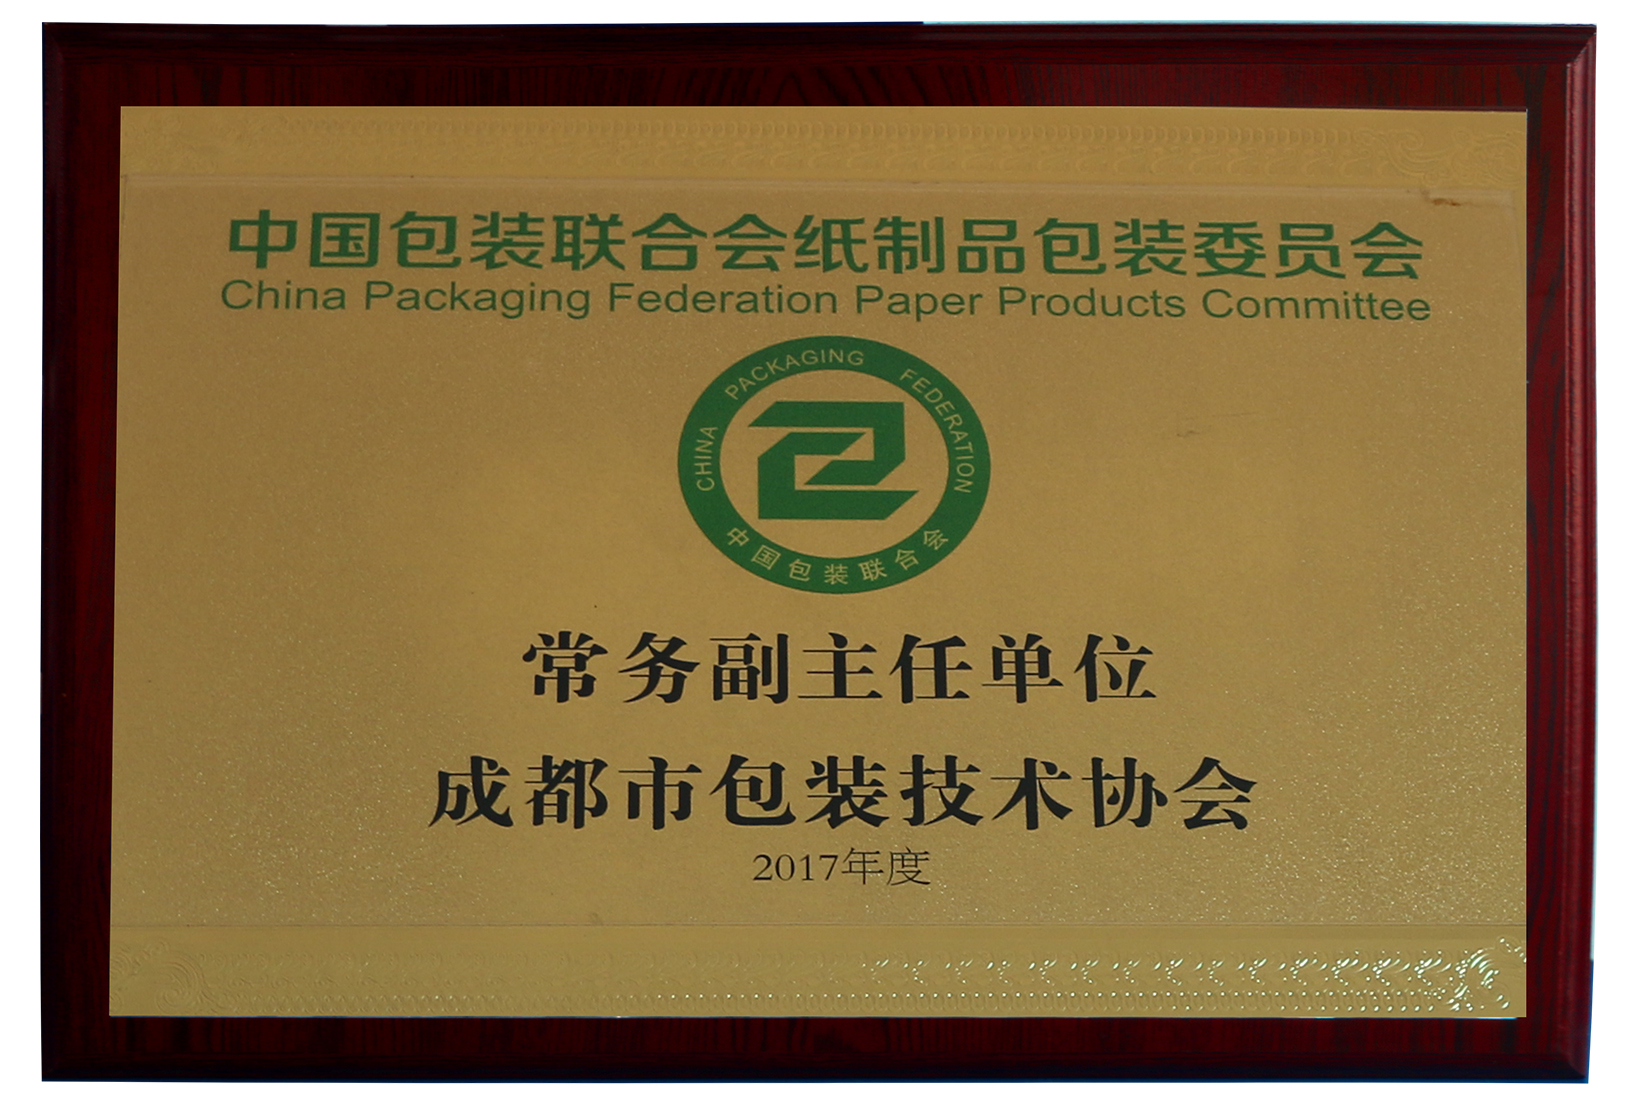 中国包装联合会纸制品包装委员会
China Packaging Federation Paper Products Committee
CHINA PACKAGING FEDERATION
中国包装联合会
常务副主任单位
成都市包装技术协会
2017年度